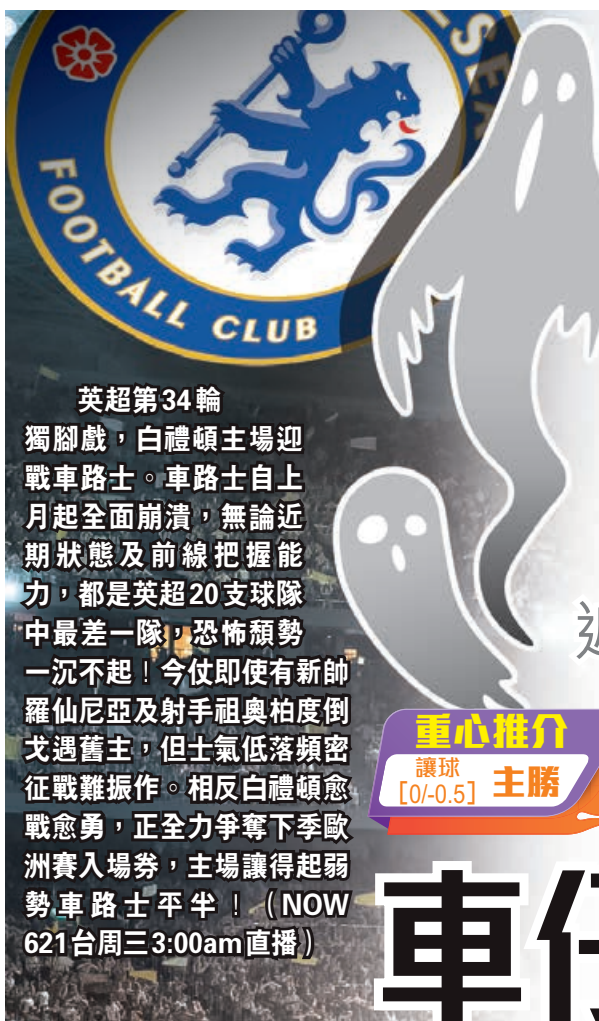 SEA
FOOTBALL CLUB
英超第34輪
獨腳戲，白禮頓主場迎
戰車路士。車路士自上
月起全面崩潰，無論近
期狀態及前線把握能
力，都是英超20支球隊
中最差一隊，恐怖頹勢
一沉不起！今仗即使有新帥
羅仙尼亞及射手祖奧柏度倒
戈遇舊主，但士氣低落頻密
征戰難振作。相反白禮頓愈
戰愈勇，正全力爭奪下季歐
洲賽入場券，主場讓得起弱
勢車路士平半！（NOW
621台周三3:00am直播）
重心推介
讓球
[0/-0.5] 主勝
車仔